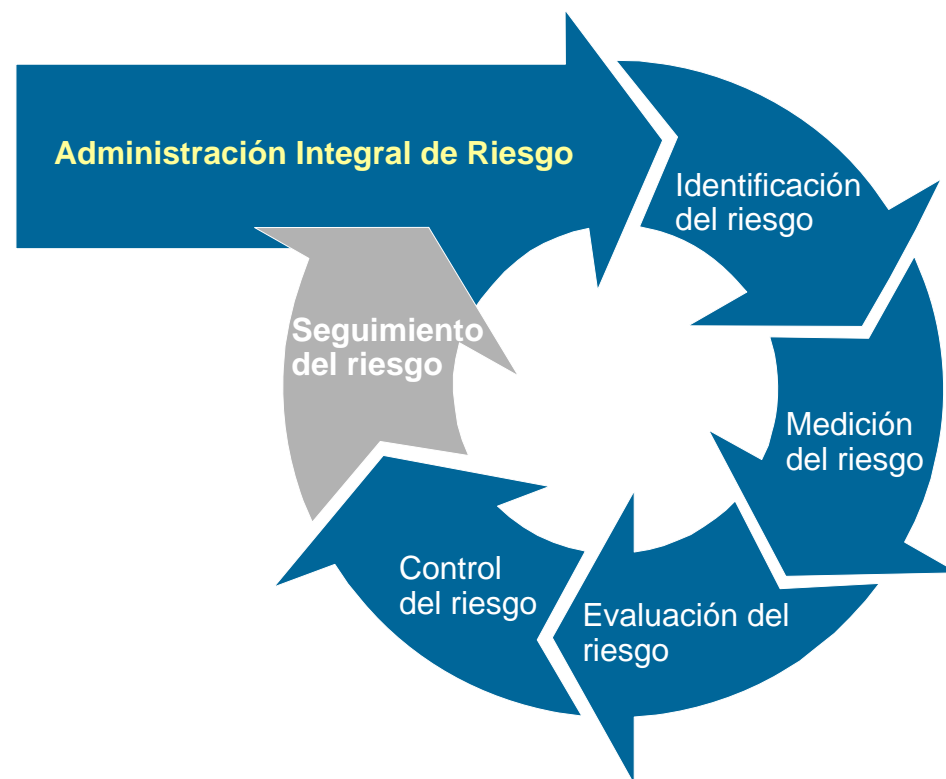 Administración Integral de Riesgo
Identificación
del riesgo
Medición
del riesgo
Evaluación del
riesgo
Control
del riesgo
Seguimiento
del riesgo